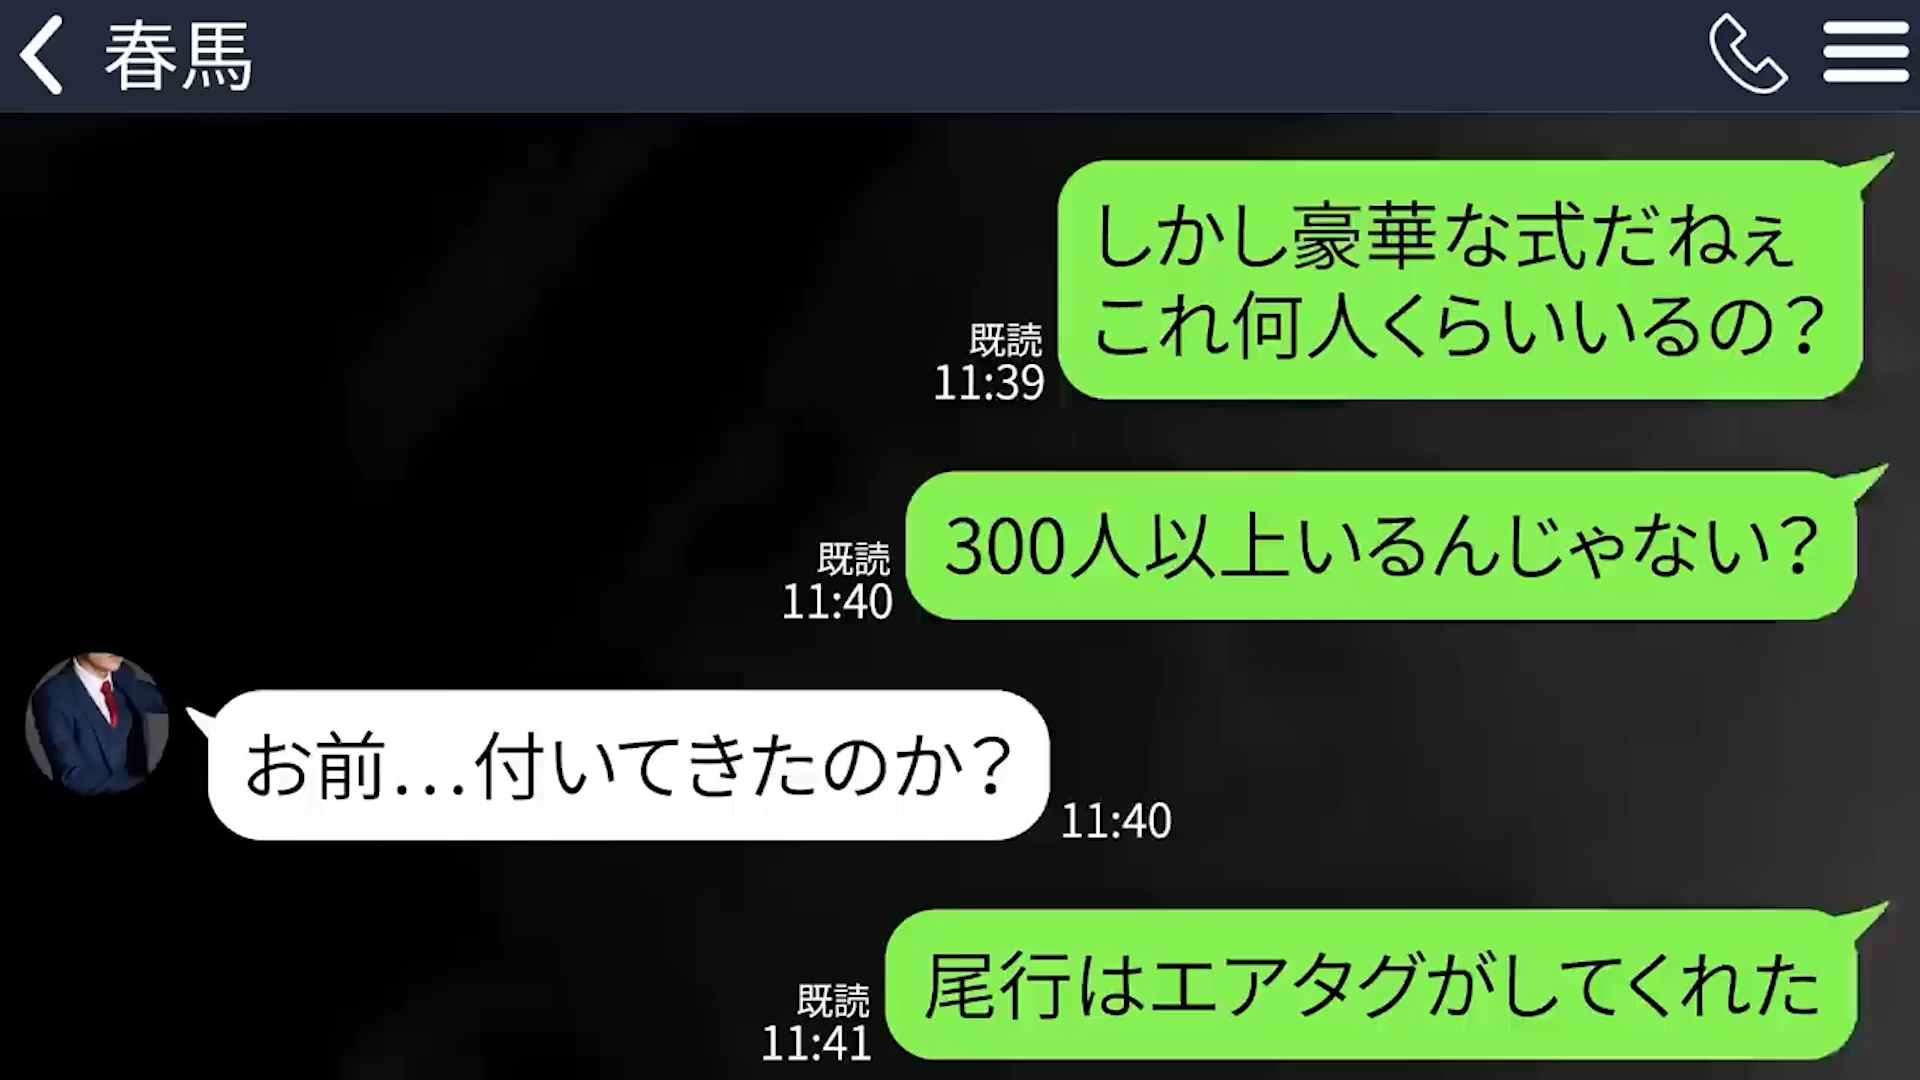 春馬
しかし豪華な式だねぇ
これ何人くらいいるの？
既読
11:39
300人以上いるんじゃない？
既読
11:40
お前…付いてきたのか？
11:40
尾行はエアタグがしてくれた
既読
11:41